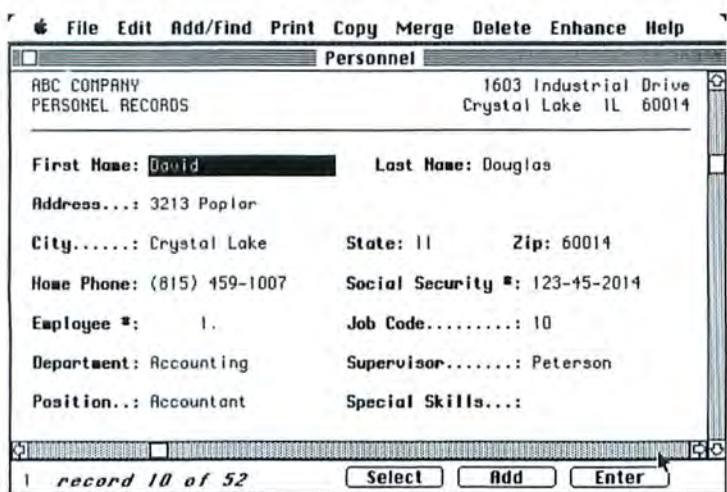 File Edit Add/Find Print Copy Merge Delete Enhance Help
Personnel
ABC COMPANY 1603 Industrial Drive
PERSONEL RECORDS Crystal Lake IL 60014
First Name: David Last Name: Douglas
Address...: 3213 Poplar
City......: Crystal Lake State: Il Zip: 60014
Home Phone: (815) 459-1007 Social Security #: 123-45-2014
Employee #: 1. Job Code.........: 10
Department: Accounting Supervisor.......: Peterson
Position..: Accountant Special Skills...:
1 record 10 of 52 Select Add Enter